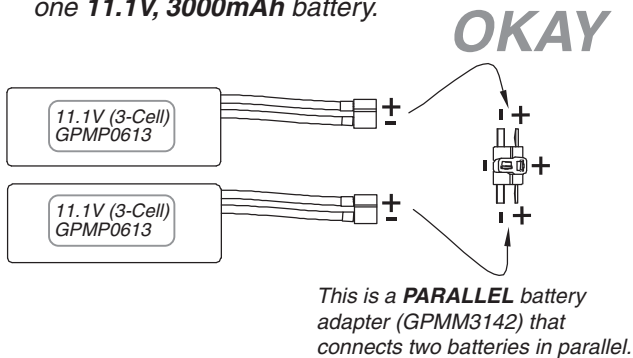 one 11.1V, 3000mAh battery.
OKAY
11.1V (3-Cell)
GPMP0613
+
-
- +
- +
11.1V (3-Cell)
GPMP0613
+
-
- +
This is a PARALLEL battery
adapter (GPMM3142) that
connects two batteries in parallel.